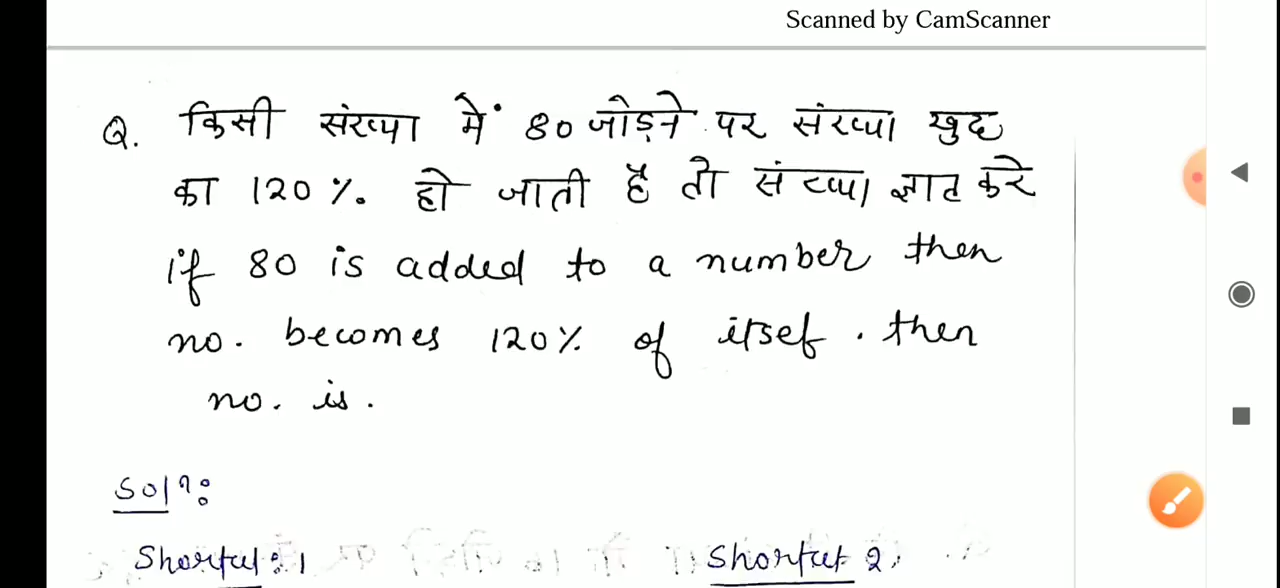 Scanned by CamScanner
Q. किसी संख्या में 80 जोड़ने पर संख्या खुद
का 120 %. हो जाती है तो संख्या ज्ञात करे
if 80 is added to a number then
no. becomes 120% of itsef. then
no. is.
Solⁿ:
Shortcut: 1 Shortcut 2.